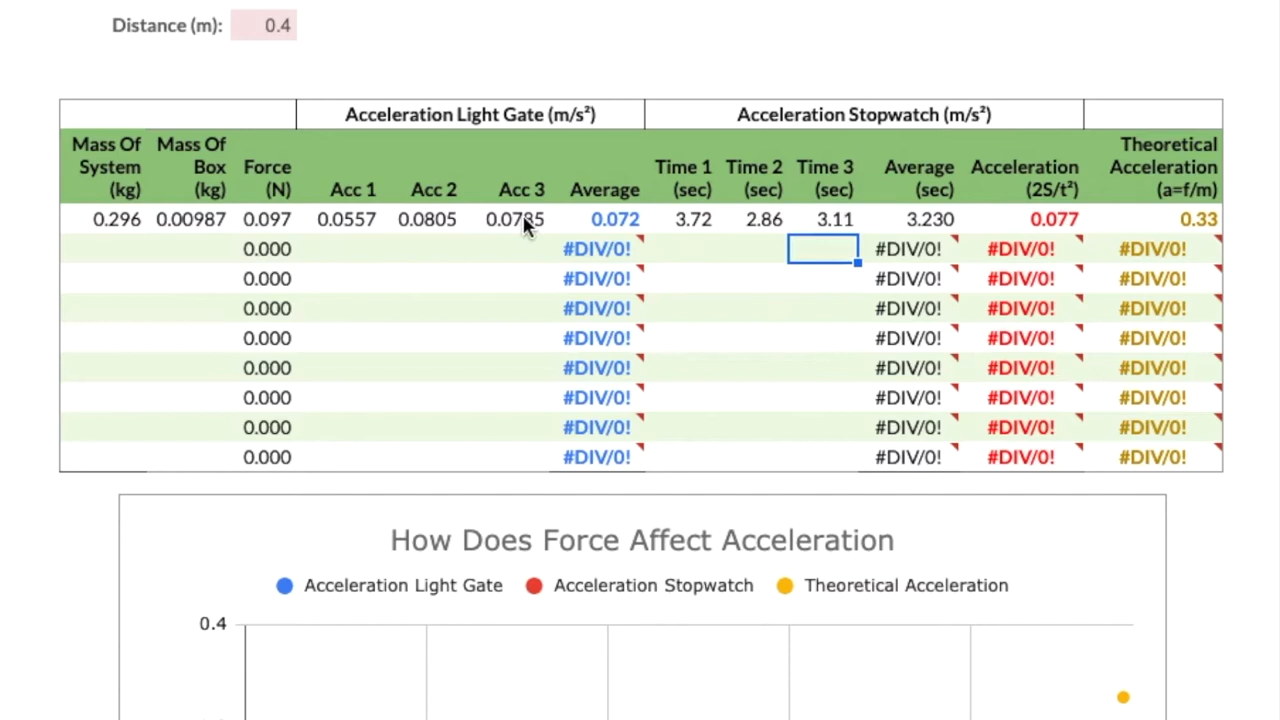 Distance (m): 0.4
Acceleration Light Gate (m/s²) Acceleration Stopwatch (m/s²)
Mass Of System (kg) Mass Of Box (kg) Force (N) Acc 1 Acc 2 Acc 3 Average Time 1 (sec) Time 2 (sec) Time 3 (sec) Average (sec) Acceleration (2S/t²) Theoretical Acceleration (a=f/m)
0.296 0.00987 0.097 0.0557 0.0805 0.0785 0.072 3.72 2.86 3.11 3.230 0.077 0.33
0.000 #DIV/0! #DIV/0! #DIV/0! #DIV/0!
0.000 #DIV/0! #DIV/0! #DIV/0! #DIV/0!
0.000 #DIV/0! #DIV/0! #DIV/0! #DIV/0!
0.000 #DIV/0! #DIV/0! #DIV/0! #DIV/0!
0.000 #DIV/0! #DIV/0! #DIV/0! #DIV/0!
0.000 #DIV/0! #DIV/0! #DIV/0! #DIV/0!
0.000 #DIV/0! #DIV/0! #DIV/0! #DIV/0!
0.000 #DIV/0! #DIV/0! #DIV/0! #DIV/0!
How Does Force Affect Acceleration
Acceleration Light Gate Acceleration Stopwatch Theoretical Acceleration
0.4